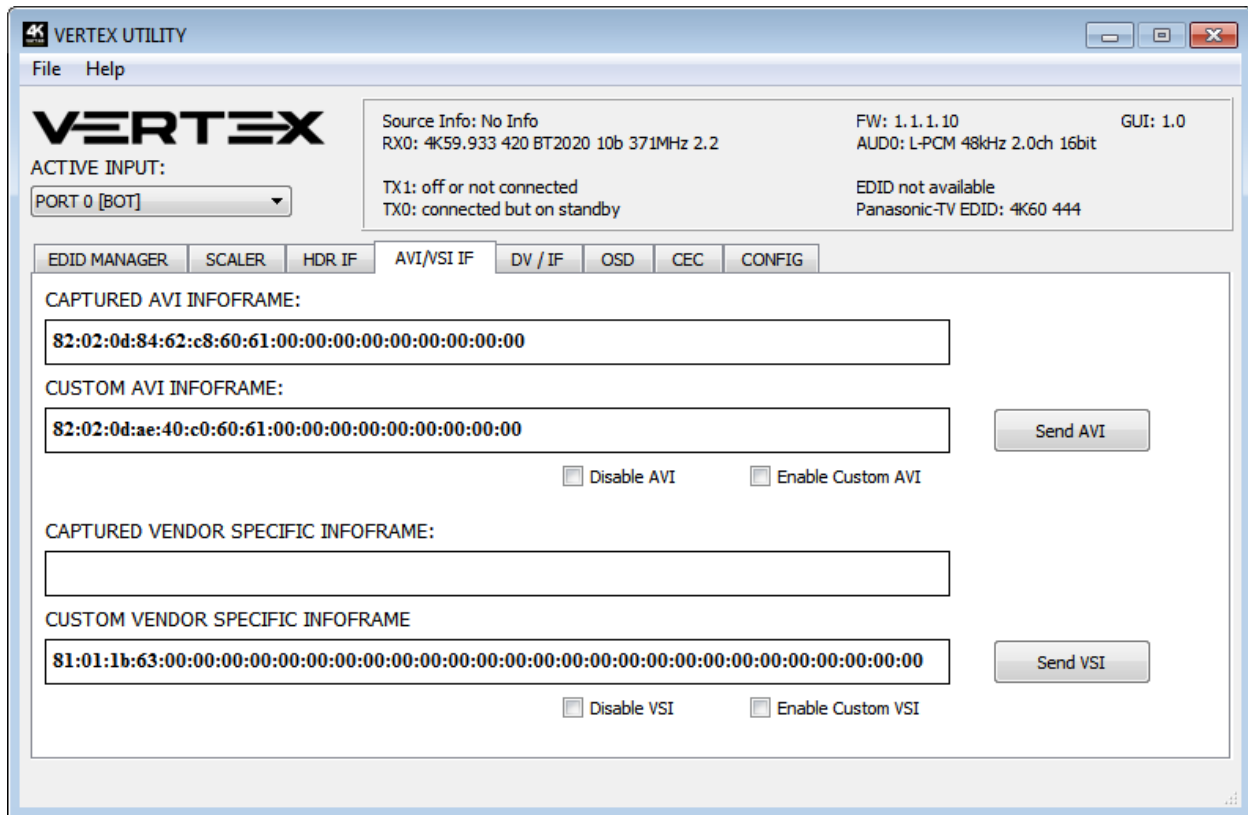 4K
VERTEX UTILITY
File Help
VERTEX
Source Info: No Info FW: 1.1.1.10 GUI: 1.0
RX0: 4K59.933 420 BT2020 10b 371MHz 2.2 AUD0: L-PCM 48kHz 2.0ch 16bit
ACTIVE INPUT:
PORT 0 [BOT]
TX1: off or not connected EDID not available
TX0: connected but on standby Panasonic-TV EDID: 4K60 444
EDID MANAGER SCALER HDR IF AVI/VSI IF DV / IF OSD CEC CONFIG
CAPTURED AVI INFOFRAME:
82:02:0d:84:62:c8:60:61:00:00:00:00:00:00:00:00:00
CUSTOM AVI INFOFRAME:
82:02:0d:ae:40:c0:60:61:00:00:00:00:00:00:00:00:00
Send AVI
Disable AVI Enable Custom AVI
CAPTURED VENDOR SPECIFIC INFOFRAME:
CUSTOM VENDOR SPECIFIC INFOFRAME
81:01:1b:63:00:00:00:00:00:00:00:00:00:00:00:00:00:00:00:00:00:00:00:00:00:00:00:00:00:00:00
Send VSI
Disable VSI Enable Custom VSI